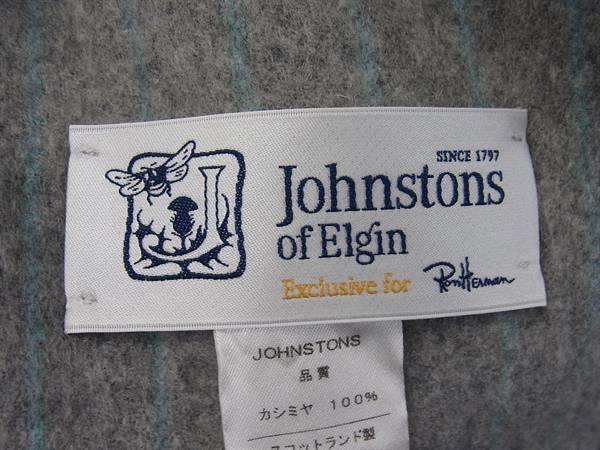 SINCE 1797
Johnstons
of Elgin
Exclusive for Ron Herman
JOHNSTONS
品質
カシミヤ 100%
スコットランド製